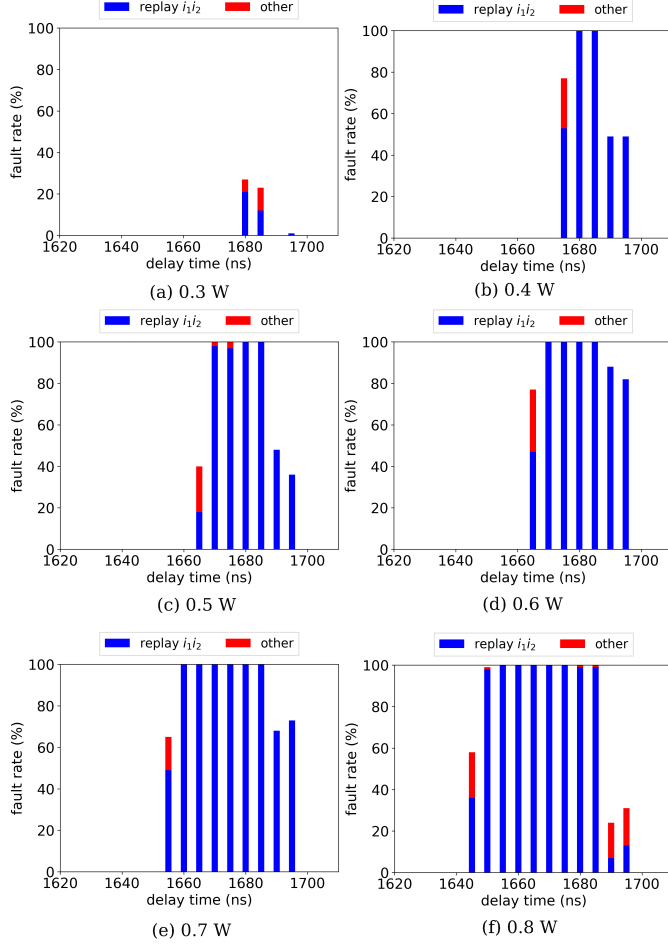 replay i₁i₂ other
100
80
60
40
20
0
fault rate (%)
1620 1640 1660 1680 1700
delay time (ns)
(a) 0.3 W
replay i₁i₂ other
100
80
60
40
20
0
fault rate (%)
1620 1640 1660 1680 1700
delay time (ns)
(b) 0.4 W
replay i₁i₂ other
100
80
60
40
20
0
fault rate (%)
1620 1640 1660 1680 1700
delay time (ns)
(c) 0.5 W
replay i₁i₂ other
100
80
60
40
20
0
fault rate (%)
1620 1640 1660 1680 1700
delay time (ns)
(d) 0.6 W
replay i₁i₂ other
100
80
60
40
20
0
fault rate (%)
1620 1640 1660 1680 1700
delay time (ns)
(e) 0.7 W
replay i₁i₂ other
100
80
60
40
20
0
fault rate (%)
1620 1640 1660 1680 1700
delay time (ns)
(f) 0.8 W